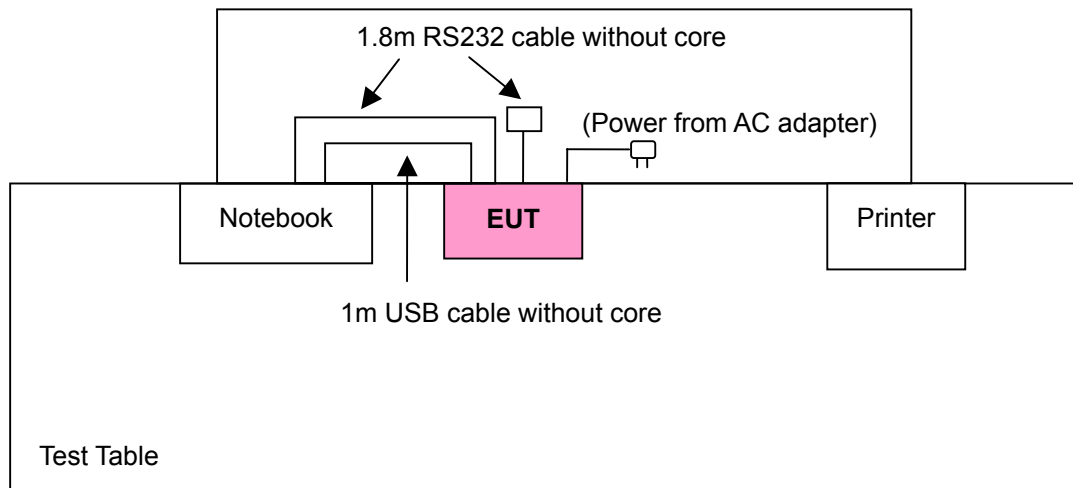 1.8m RS232 cable without core
(Power from AC adapter)
Notebook
EUT
Printer
1m USB cable without core
Test Table